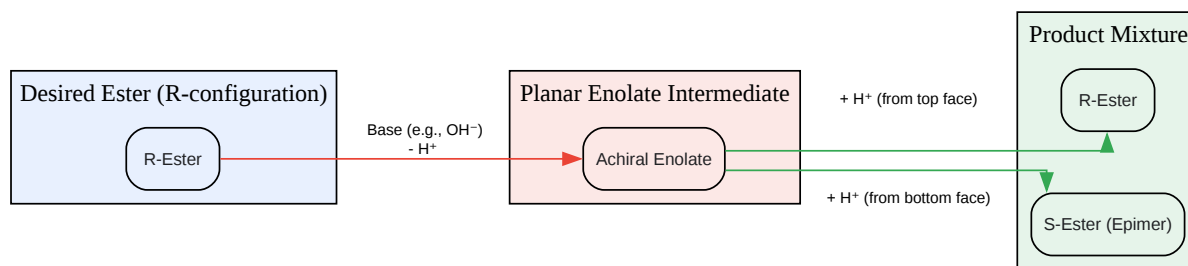 Desired Ester (R-configuration)
R-Ester
Base (e.g., OH⁻)
- H⁺
Planar Enolate Intermediate
Achiral Enolate
+ H⁺ (from top face)
+ H⁺ (from bottom face)
Product Mixture
R-Ester
S-Ester (Epimer)